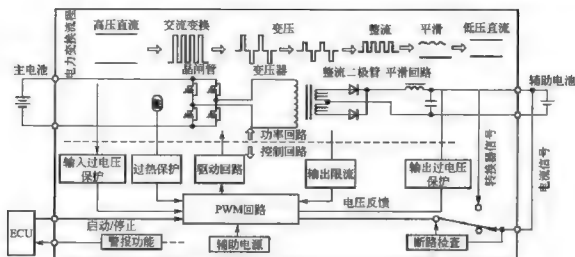 电力变换流程
高压直流
交流变换
变压
整流
平滑
低压直流
主电池
晶闸管
变压器
整流二极管
平滑回路
辅助电池
功率回路
控制回路
转换器信号
电流信号
输入过电压
保护
过热保护
驱动回路
输出限流
输出过电压
保护
PWM回路
电压反馈
ECU
启动/停止
警报功能
辅助电源
断路检查